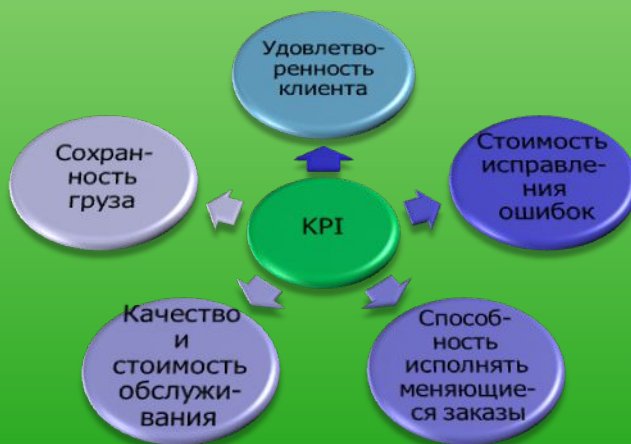 Удовлетво-
ренность
клиента
Сохран-
ность
груза
Стоимость
исправле-
ния
ошибок
KPI
Качество
и
стоимость
обслужи-
вания
Способ-
ность
исполнять
меняющие-
ся заказы